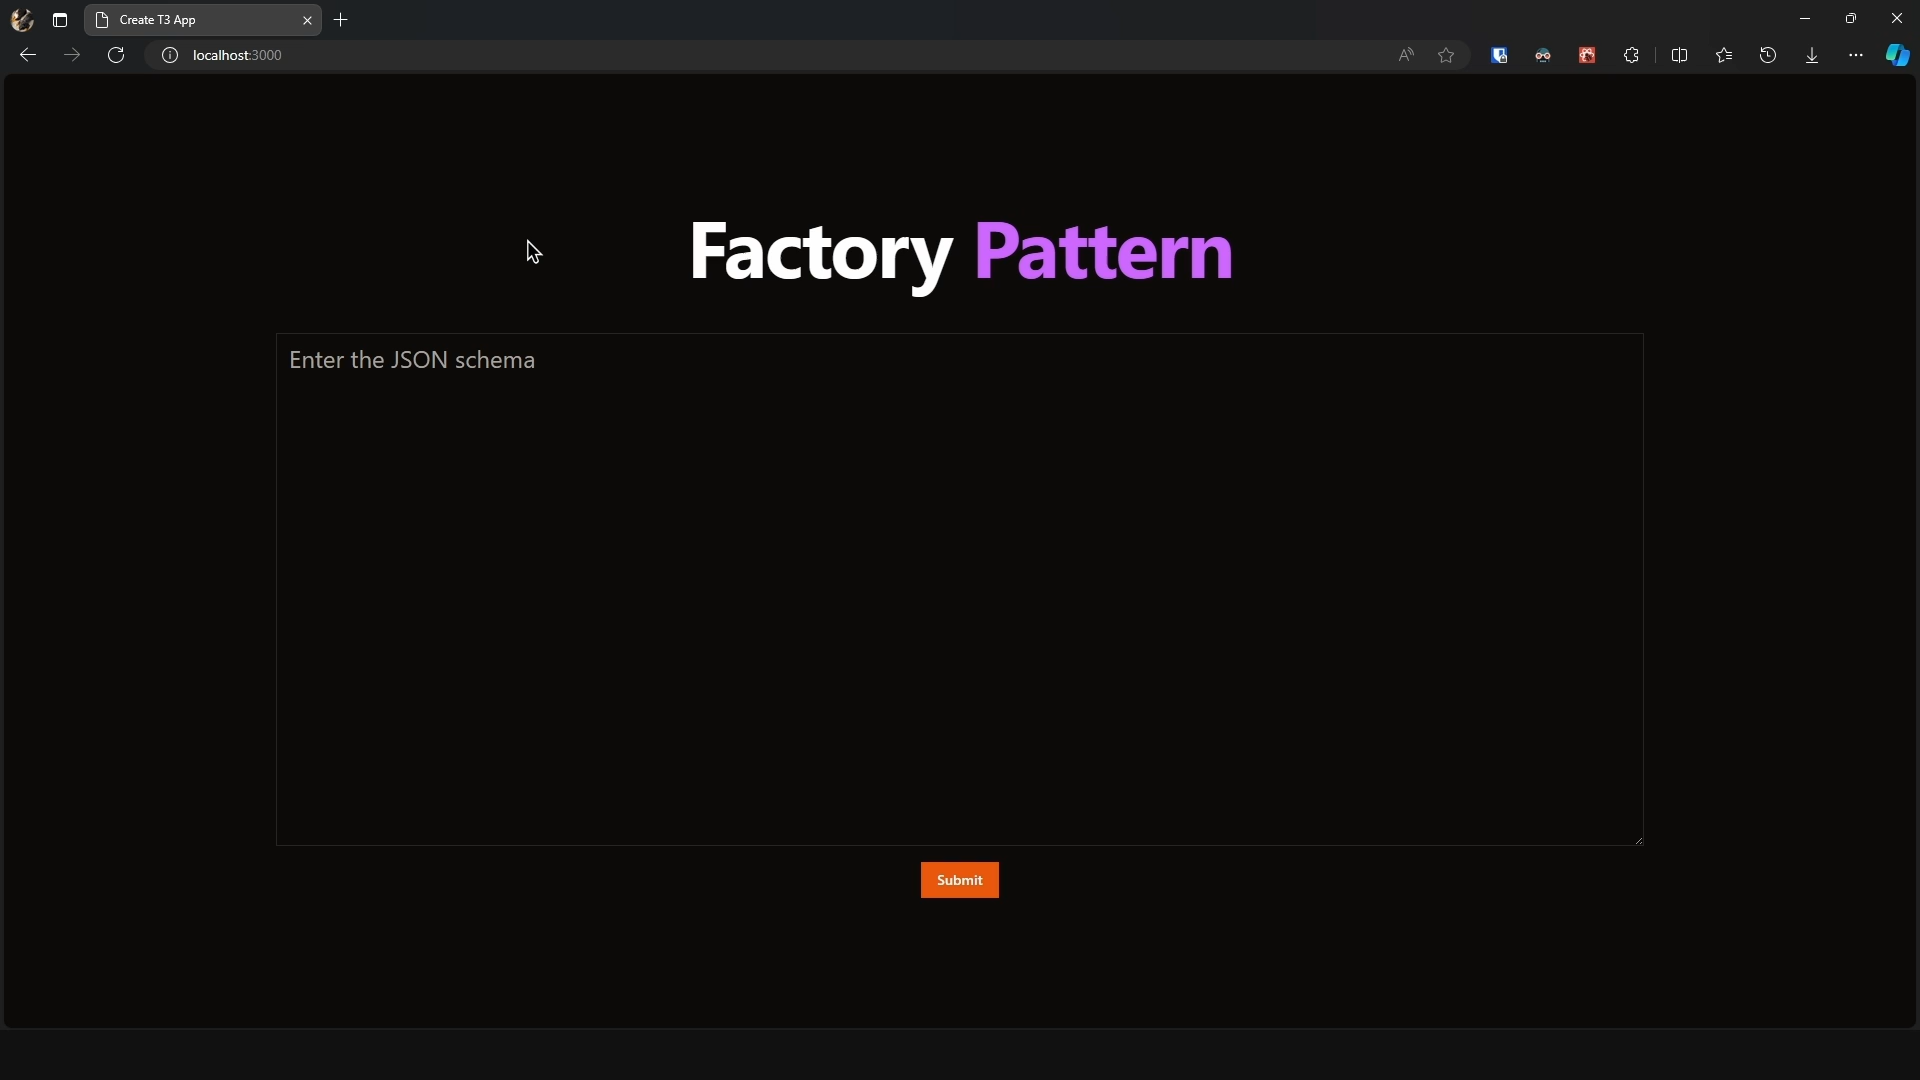 Create T3 App
localhost:3000
Factory Pattern
Enter the JSON schema
Submit